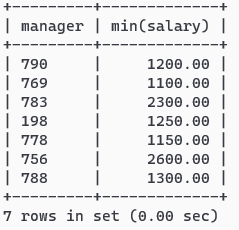 +---------+-------------+
| manager | min(salary) |
+---------+-------------+
| 790     |     1200.00 |
| 769     |     1100.00 |
| 783     |     2300.00 |
| 198     |     1250.00 |
| 778     |     1150.00 |
| 756     |     2600.00 |
| 788     |     1300.00 |
+---------+-------------+
7 rows in set (0.00 sec)